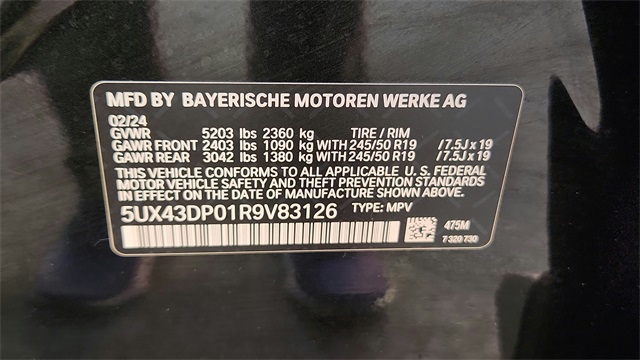 MFD BY BAYERISCHE MOTOREN WERKE AG
02/24
GVWR 5203 lbs 2360 kg TIRE / RIM
GAWR FRONT 2403 lbs 1090 kg WITH 245/50 R19 /7.5J x 19
GAWR REAR 3042 lbs 1380 kg WITH 245/50 R19 /7.5J x 19
THIS VEHICLE CONFORMS TO ALL APPLICABLE U. S. FEDERAL
MOTOR VEHICLE SAFETY AND THEFT PREVENTION STANDARDS
IN EFFECT ON THE DATE OF MANUFACTURE SHOWN ABOVE.
5UX43DP01R9V83126 TYPE: MPV
475M
7 320 730